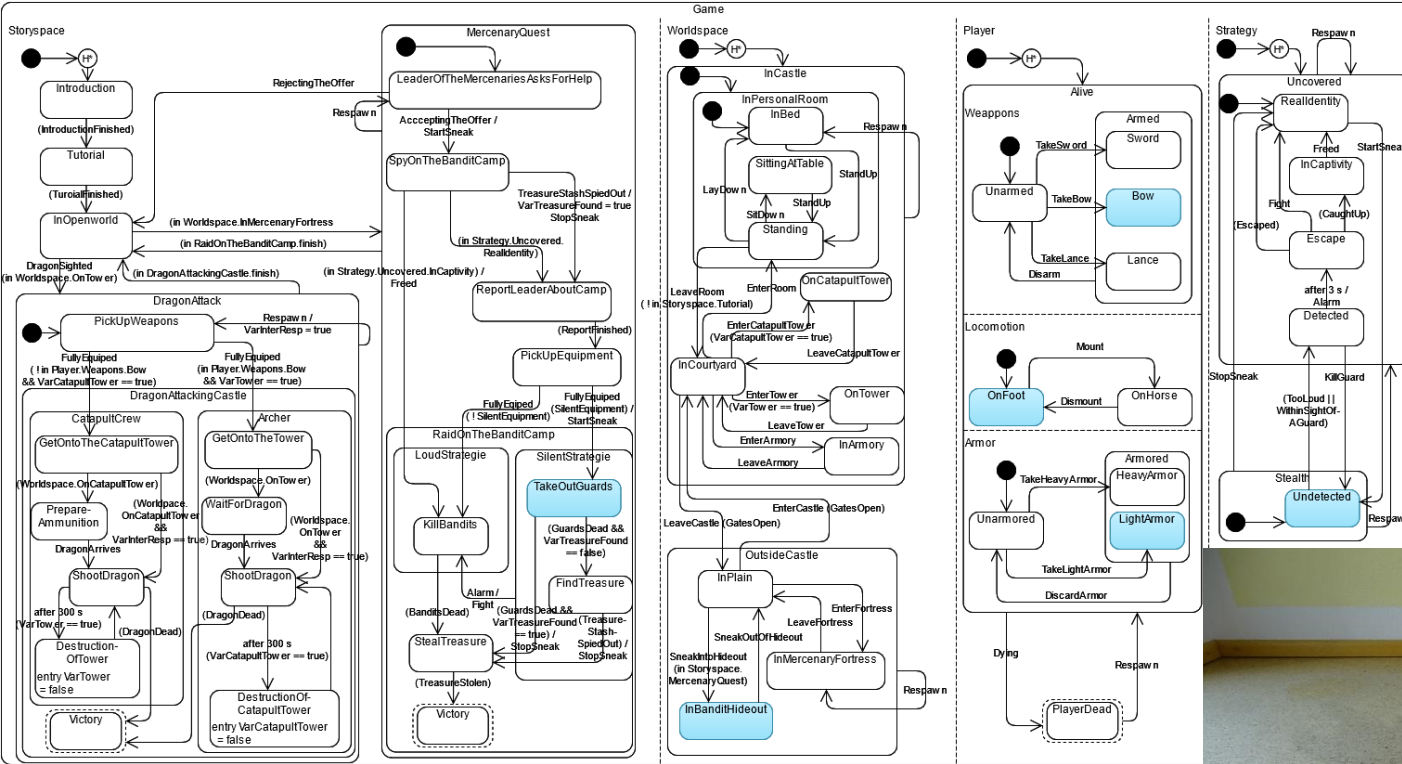 Game
Storyspace
H*
Introduction
(IntroductionFinished)
Tutorial
(TuroialFinished)
InOpenworld
DragonSighted
(in Worldspace.OnTower)
RejectingTheOffer
(in Worldspace.InMercenaryFortress)
(in RaidOnTheBanditCamp.finish)
(in DragonAttackingCastle.finish)
DragonAttack
PickUpWeapons
Respawn /
VarInterResp = true
FullyEquiped
( ! in Player.Weapons.Bow
&& VarCatapultTower == true)
FullyEquiped
(in Player.Weapons.Bow
&& VarTower == true)
DragonAttackingCastle
CatapultCrew
GetOntoTheCatapultTower
(Worldspace.OnCatapultTower)
Prepare-
Ammunition
DragonArrives
(Worldpace.
OnCatapultTower
&&
VarInterResp == true)
ShootDragon
after 300 s
(VarTower == true)
(DragonDead)
Destruction-
OfTower
entry VarTower
= false
Victory
Archer
GetOntoTheTower
(Worldspace.OnTower)
WaitForDragon
DragonArrives
(Worldspace.
OnTower
&&
VarInterResp == true)
ShootDragon
(DragonDead)
after 300 s
(VarCatapultTower == true)
DestructionOf-
CatapultTower
entry VarCatapultTower
= false
MercenaryQuest
LeaderOfTheMercenariesAsksForHelp
Respawn
AccceptingTheOffer /
StartSneak
SpyOnTheBanditCamp
TreasureStashSpiedOut /
VarTreasureFound = true
StopSneak
(in Strategy.Uncovered.
RealIdentity)
(in Strategy.Uncovered.InCaptivity) /
Freed
ReportLeaderAboutCamp
(ReportFinished)
PickUpEquipment
FullyEqiped
( ! SilentEquipment)
FullyEquiped
(SilentEquipment) /
StartSneak
RaidOnTheBanditCamp
LoudStrategie
KillBandits
SilentStrategie
TakeOutGuards
(GuardsDead &&
VarTreasureFound
== false)
FindTreasure
Alarm /
Fight
(BanditsDead)
(GuardsDead &&
VarTreasureFound
== true) /
StopSneak
(Treasure-
Stash-
SpiedOut) /
StopSneak
StealTreasure
(TreasureStolen)
Victory
Worldspace
H*
InCastle
InPersonalRoom
InBed
Respawn
SittingAtTable
StandUp
LayDown
SitDown
StandUp
Standing
LeaveRoom
( ! in.Storyspace.Tutorial)
EnterRoom
OnCatapultTower
EnterCatapultTower
(VarCatapultTower == true)
LeaveCatapultTower
InCourtyard
EnterTower
(VarTower == true)
OnTower
LeaveTower
EnterArmory
InArmory
LeaveArmory
LeaveCastle (GatesOpen)
EnterCastle (GatesOpen)
OutsideCastle
InPlain
EnterFortress
LeaveFortress
SneakOutOfHideout
SneakIntoHideout
(in Storyspace.
MercenaryQuest)
InMercenaryFortress
Respawn
InBanditHideout
Player
H*
Alive
Weappons
Armed
Sword
TakeSword
Unarmed
TakeBow
Bow
TakeLance
Lance
Disarm
Locomotion
Mount
OnFoot
Dismount
OnHorse
Armor
Armored
HeavyArmor
TakeHeavyArmor
Unarmored
LightArmor
TakeLightArmor
DiscardArmor
Dying
Respawn
PlayerDead
Strategy
H*
Respawn
Uncovered
RealIdentity
StartSneak
Freed
InCaptivity
Fight
(CaughtUp)
(Escaped)
Escape
after 3 s /
Alarm
Detected
StopSneak
KillGuard
(TooLoud ||
WithinSightOf-
AGuard)
Stealth
Undetected
Respawn